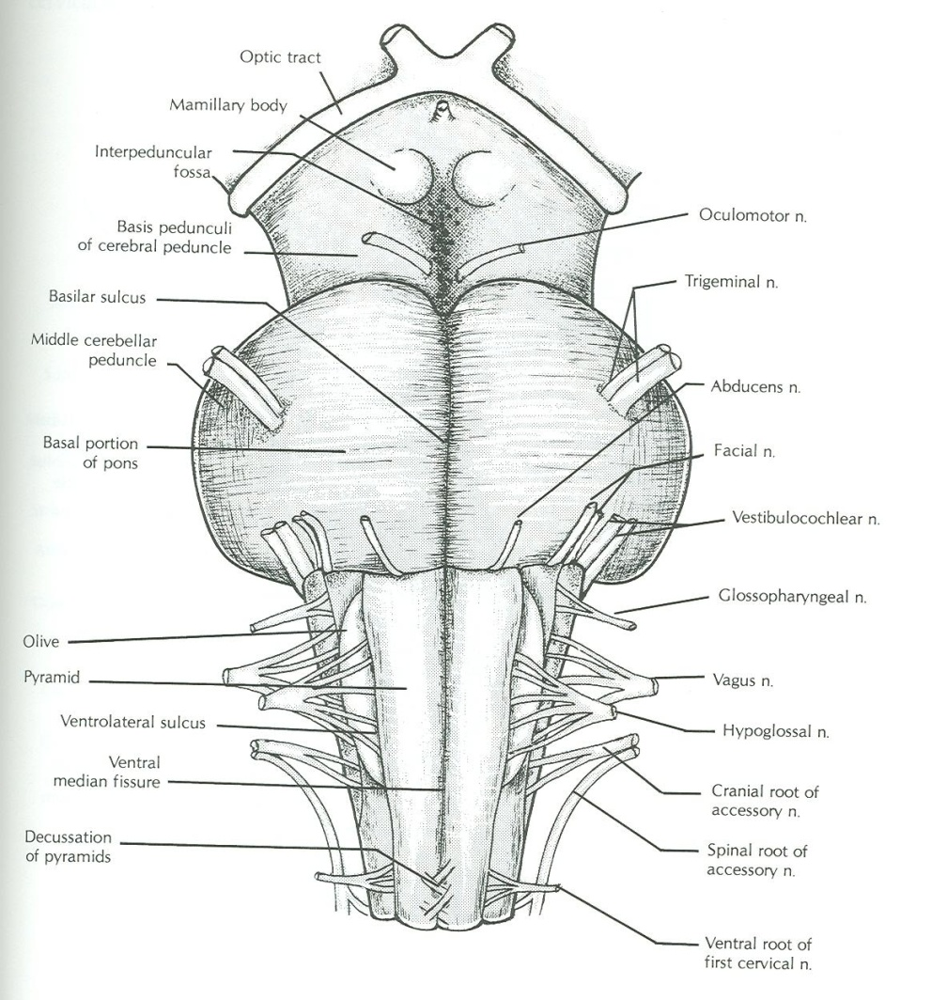 Optic tract
Mamillary body
Interpeduncular
fossa
Basis pedunculi
of cerebral peduncle
Basilar sulcus
Middle cerebellar
peduncle
Basal portion
of pons
Olive
Pyramid
Ventrolateral sulcus
Ventral
median fissure
Decussation
of pyramids
Oculomotor n.
Trigeminal n.
Abducens n.
Facial n.
Vestibulocochlear n.
Glossopharyngeal n.
Vagus n.
Hypoglossal n.
Cranial root of
accessory n.
Spinal root of
accessory n.
Ventral root of
first cervical n.